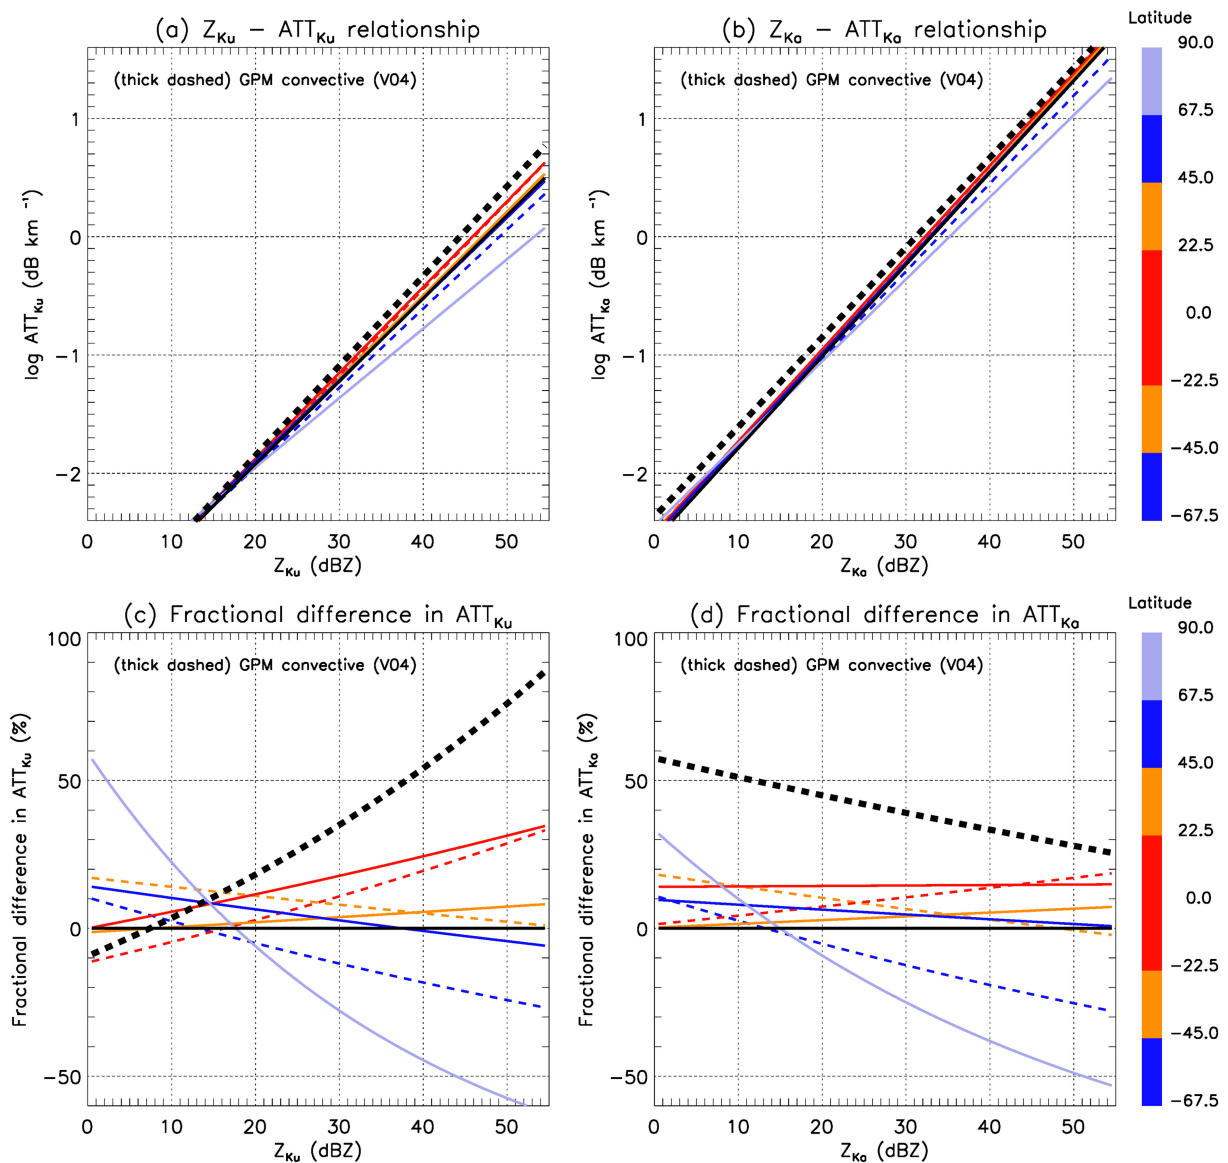 (a) Z_Ku − ATT_Ku relationship
(b) Z_Ka − ATT_Ka relationship
Latitude
(thick dashed) GPM convective (V04)
(thick dashed) GPM convective (V04)
log ATT_Ku (dB km⁻¹)
1
0
−1
−2
0 10 20 30 40 50
Z_Ku (dBZ)
log ATT_Ka (dB km⁻¹)
1
0
−1
−2
0 10 20 30 40 50
Z_Ka (dBZ)
90.0
67.5
45.0
22.5
0.0
−22.5
−45.0
−67.5
(c) Fractional difference in ATT_Ku
(d) Fractional difference in ATT_Ka
Latitude
(thick dashed) GPM convective (V04)
(thick dashed) GPM convective (V04)
Fractional difference in ATT_Ku (%)
100
50
0
−50
0 10 20 30 40 50
Z_Ku (dBZ)
Fractional difference in ATT_Ka (%)
100
50
0
−50
0 10 20 30 40 50
Z_Ka (dBZ)
90.0
67.5
45.0
22.5
0.0
−22.5
−45.0
−67.5